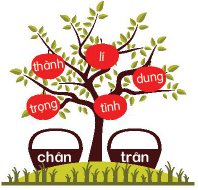 lí
thành
dung
trọng
tình
chân
trân